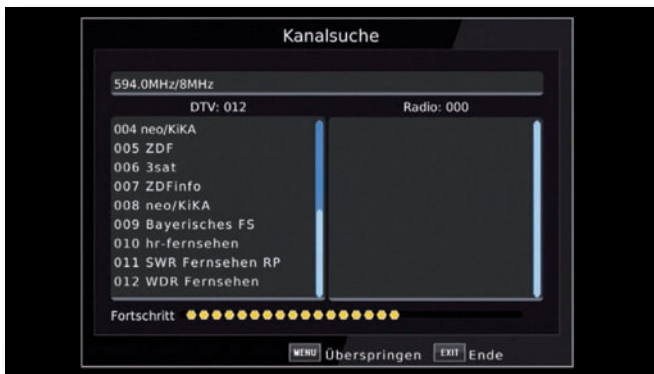 Kanalsuche
594.0MHz/8MHz
DTV: 012 Radio: 000
004 neo/KiKA
005 ZDF
006 3sat
007 ZDFinfo
008 neo/KiKA
009 Bayerisches FS
010 hr-fernsehen
011 SWR Fernsehen RP
012 WDR Fernsehen
Fortschritt
MENU Überspringen EXIT Ende